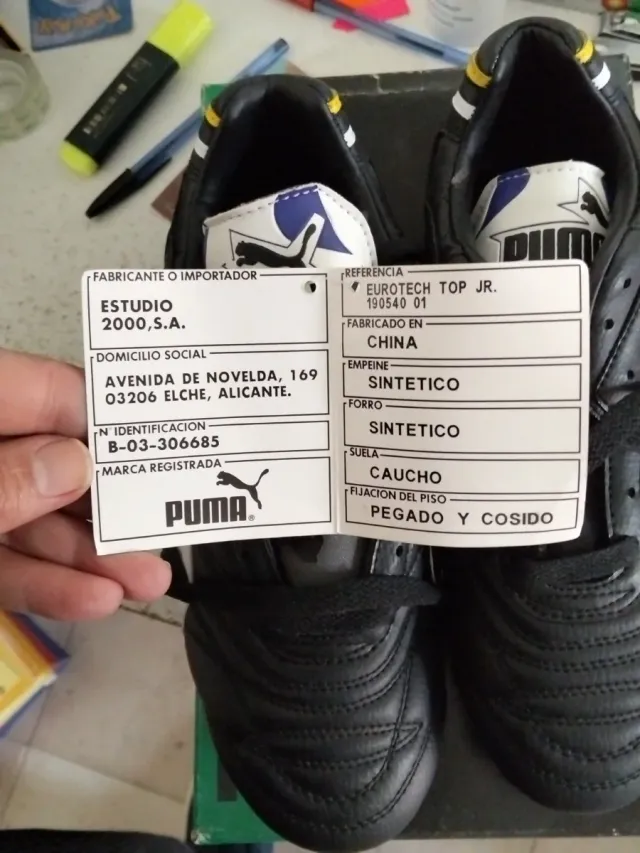 FABRICANTE O IMPORTADOR
ESTUDIO
2000,S.A.
DOMICILIO SOCIAL
AVENIDA DE NOVELDA, 169
03206 ELCHE, ALICANTE.
N° IDENTIFICACION
B-03-306685
MARCA REGISTRADA
PUMA®
REFERENCIA
EUROTECH TOP JR.
190540 01
FABRICADO EN
CHINA
EMPEINE
SINTETICO
FORRO
SINTETICO
SUELA
CAUCHO
FIJACION DEL PISO
PEGADO Y COSIDO
PUMA